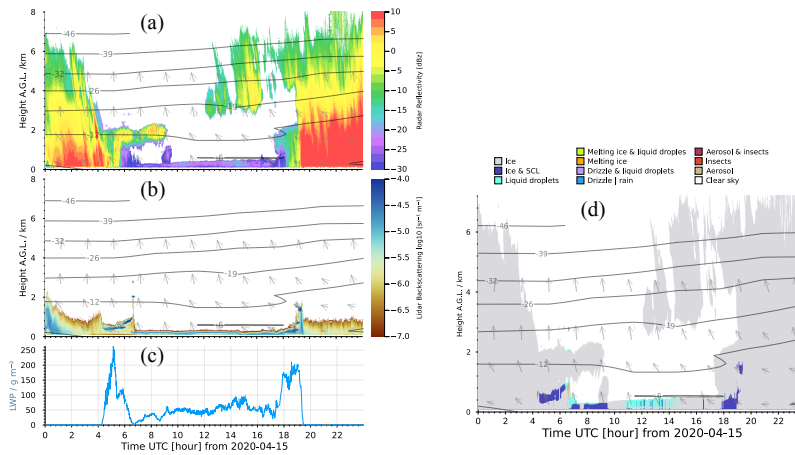 (a)
8
6
4
2
0
Height A.G.L. /km
-46
-39
-32
-26
-19
-12
-6
10
5
0
−5
−10
−15
−20
−25
−30
Radar Reflectivity [dBz]
(b)
8
6
4
2
0
Height A.G.L. / km
-46
-39
-32
-26
-19
-12
-6
−4.0
−4.5
−5.0
−5.5
−6.0
−6.5
−7.0
(c)
250
200
150
100
50
0
LWP / g m⁻²
0 2 4 6 8 10 12 14 16 18 20 22
Time UTC [hour] from 2020-04-15
Ice
Ice & SCL
Liquid droplets
Melting ice & liquid droplets
Melting ice
Drizzle & liquid droplets
Drizzle | rain
Aerosol & insects
Insects
Aerosol
Clear sky
(d)
6
4
2
0
Height A.G.L. / km
-46
-39
-32
-26
-19
-12
0 2 4 6 8 10 12 14 16 18 20 22
Time UTC [hour] from 2020-04-15